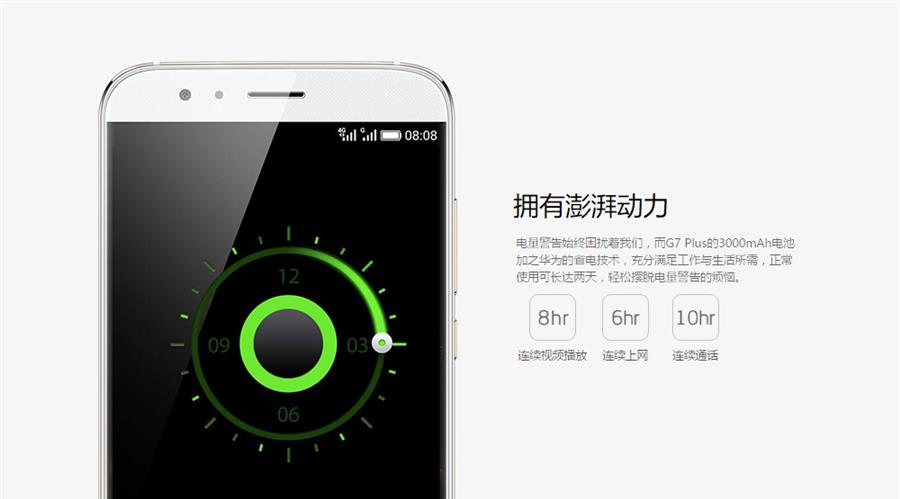 4G G 08:08
12
09 03
06
拥有澎湃动力
电量警告始终困扰着我们，而G7 Plus的3000mAh电池
加之华为的省电技术，充分满足工作与生活所需，正常
使用可长达两天，轻松摆脱电量警告的烦恼。
8hr 6hr 10hr
连续视频播放 连续上网 连续通话